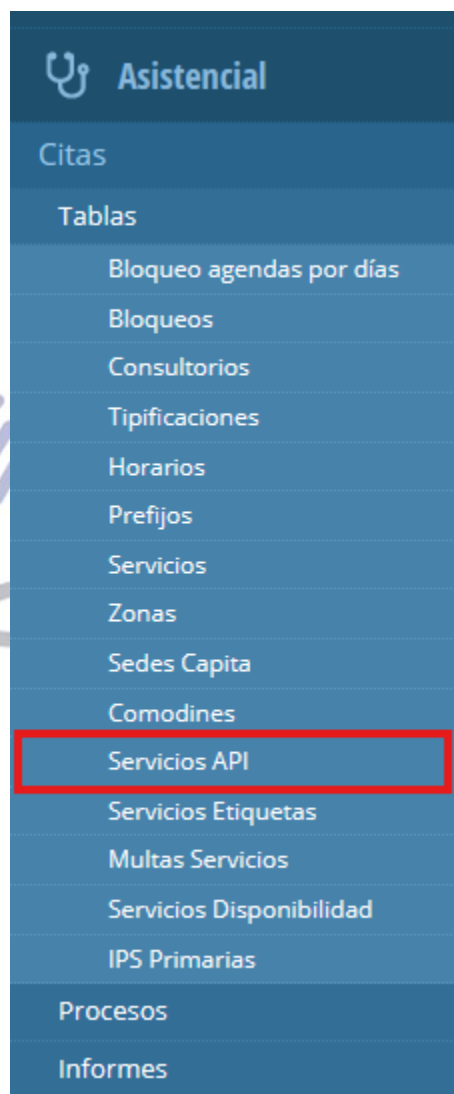 Asistencial
Citas
Tablas
Bloqueo agendas por días
Bloqueos
Consultorios
Tipificaciones
Horarios
Prefijos
Servicios
Zonas
Sedes Capita
Comodines
Servicios API
Servicios Etiquetas
Multas Servicios
Servicios Disponibilidad
IPS Primarias
Procesos
Informes